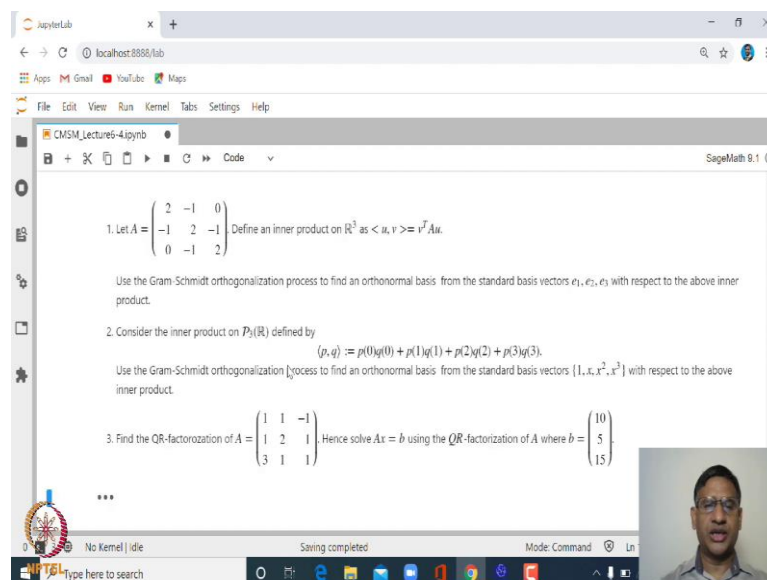 JupyterLab
localhost:8888/lab
Apps Gmail YouTube Maps
File Edit View Run Kernel Tabs Settings Help
CMSM_Lecture6-4.ipynb
Code
SageMath 9.1
1. Let A = ( 2 −1 0 ; −1 2 −1 ; 0 −1 2 ). Define an inner product on ℝ³ as < u, v >= vᵀAu.
Use the Gram-Schmidt orthogonalization process to find an orthonormal basis from the standard basis vectors e₁, e₂, e₃ with respect to the above inner
product.
2. Consider the inner product on 𝒫₃(ℝ) defined by
⟨p, q⟩ := p(0)q(0) + p(1)q(1) + p(2)q(2) + p(3)q(3).
Use the Gram-Schmidt orthogonalization process to find an orthonormal basis from the standard basis vectors {1, x, x², x³} with respect to the above
inner product.
3. Find the QR-factorozation of A = ( 1 1 −1 ; 1 2 1 ; 3 1 1 ). Hence solve Ax = b using the QR-factorization of A where b = ( 10 ; 5 ; 15 ).
0 No Kernel | Idle Saving completed Mode: Command Ln
NPTEL
Type here to search